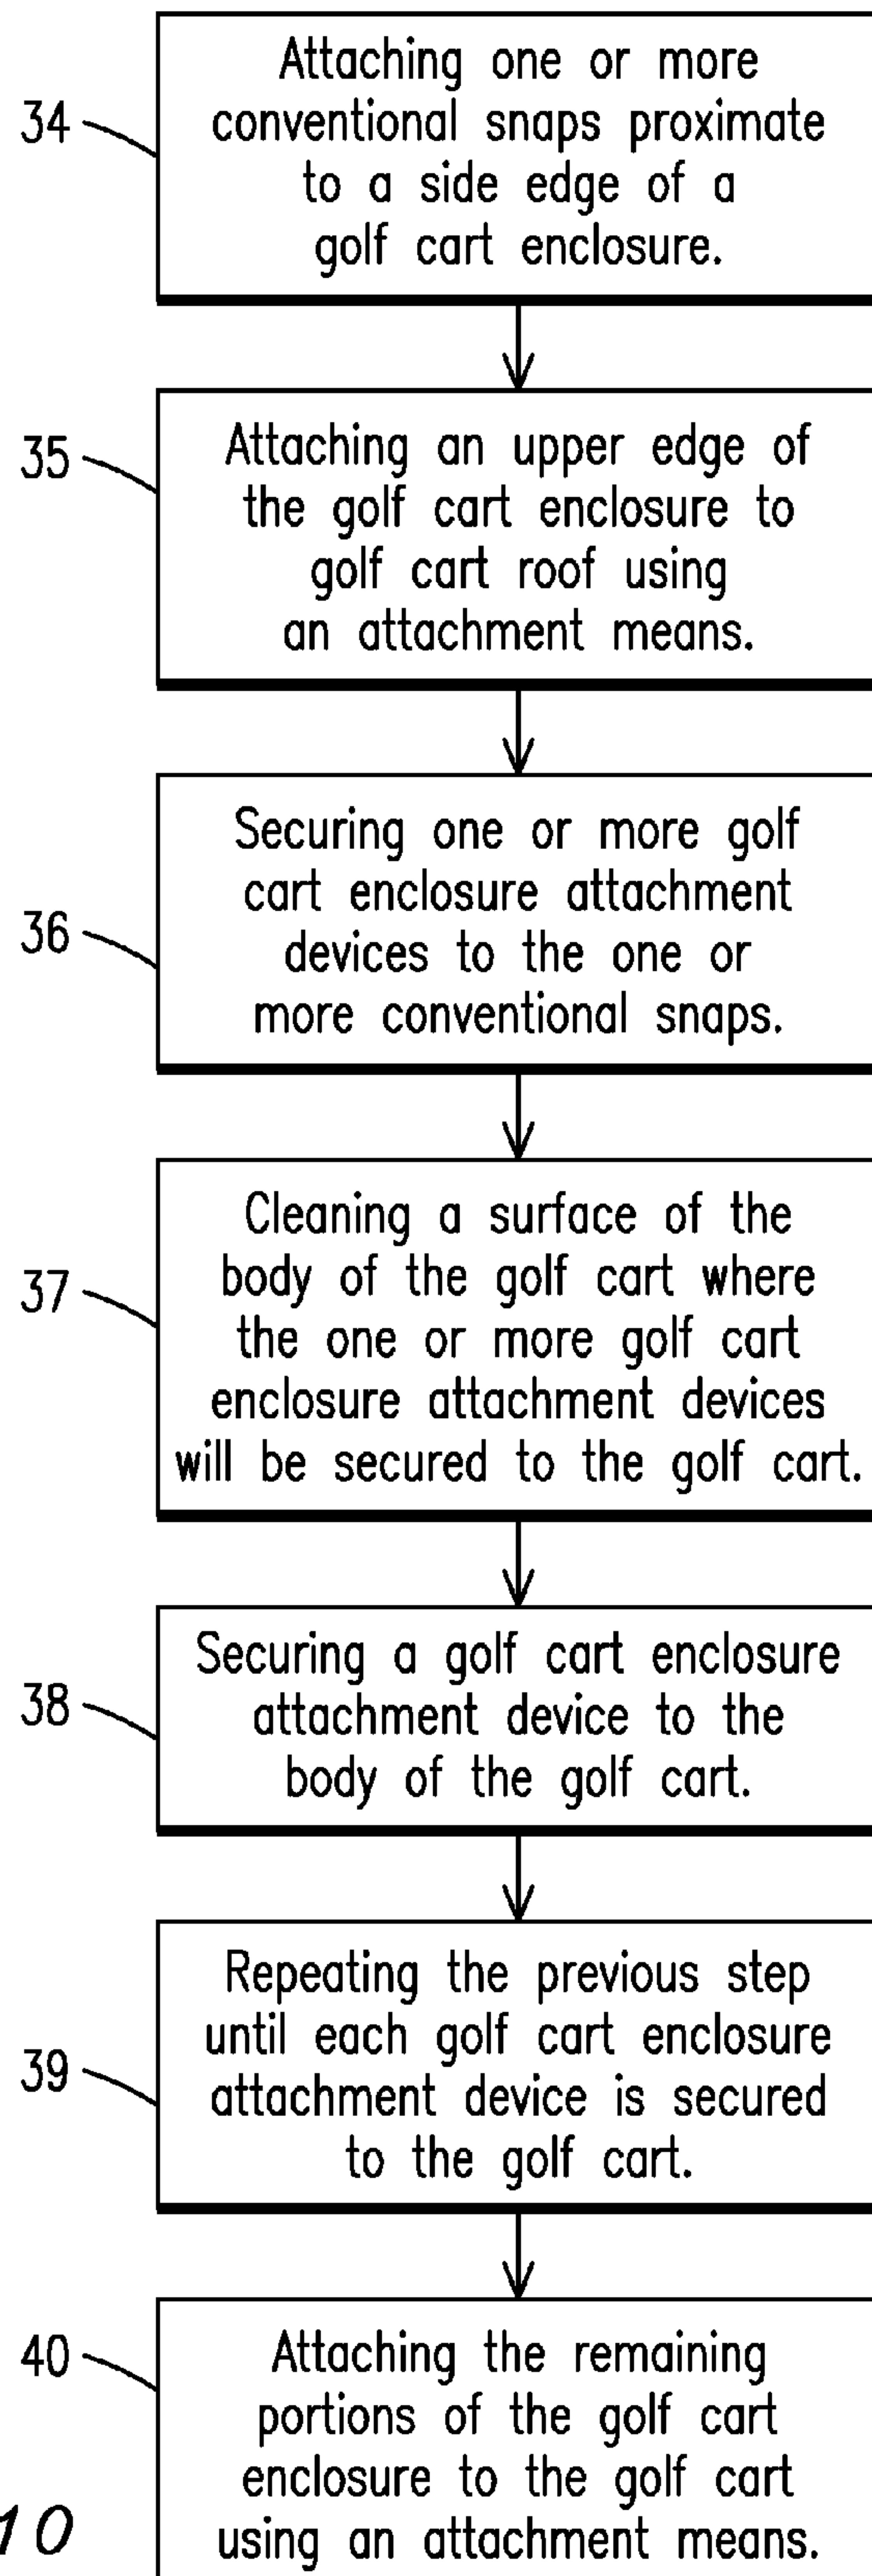 34
Attaching one or more
conventional snaps proximate
to a side edge of a
golf cart enclosure.
35
Attaching an upper edge of
the golf cart enclosure to
golf cart roof using
an attachment means.
36
Securing one or more golf
cart enclosure attachment
devices to the one or
more conventional snaps.
37
Cleaning a surface of the
body of the golf cart where
the one or more golf cart
enclosure attachment devices
will be secured to the golf cart.
38
Securing a golf cart enclosure
attachment device to the
body of the golf cart.
39
Repeating the previous step
until each golf cart enclosure
attachment device is secured
to the golf cart.
40
Attaching the remaining
portions of the golf cart
enclosure to the golf cart
using an attachment means.
10